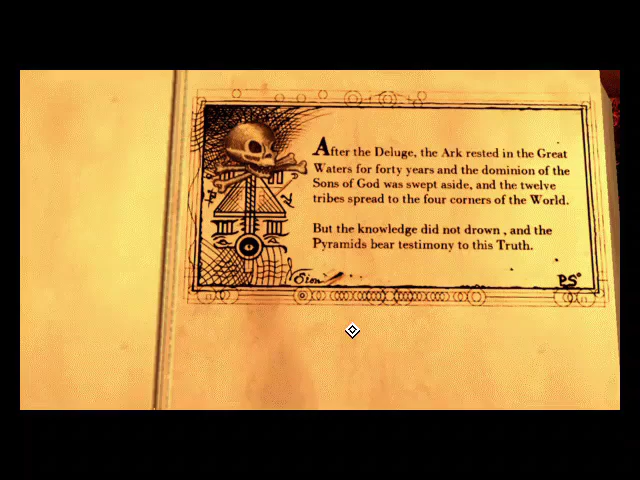 After the Deluge, the Ark rested in the Great
Waters for forty years and the dominion of the
Sons of God was swept aside, and the twelve
tribes spread to the four corners of the World.
But the knowledge did not drown , and the
Pyramids bear testimony to this Truth.
Sion
PS